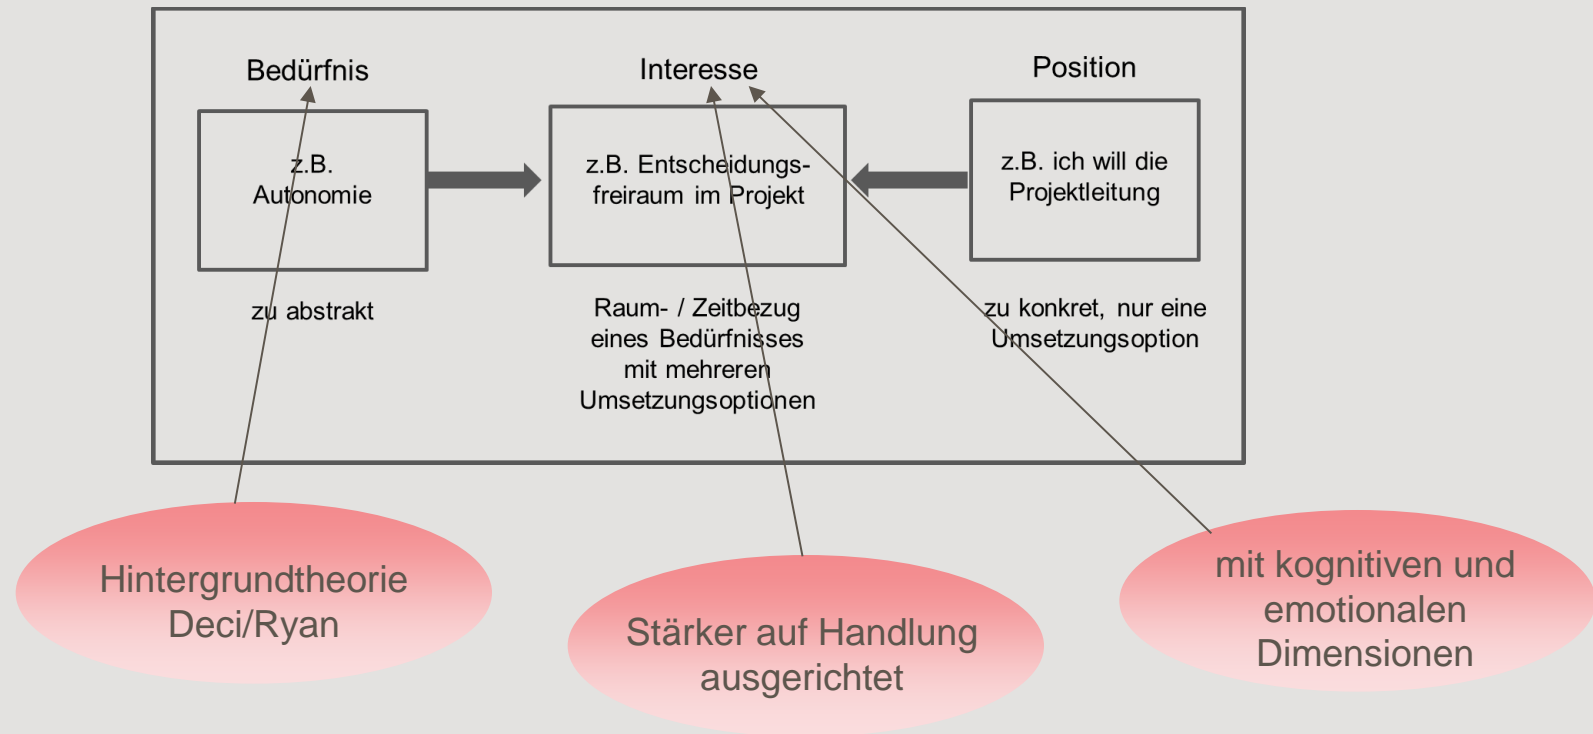 Bedürfnis
z.B.
Autonomie
zu abstrakt
Interesse
z.B. Entscheidungs-
freiraum im Projekt
Raum- / Zeitbezug
eines Bedürfnisses
mit mehreren
Umsetzungsoptionen
Position
z.B. ich will die
Projektleitung
zu konkret, nur eine
Umsetzungsoption
Hintergrundtheorie
Deci/Ryan
Stärker auf Handlung
ausgerichtet
mit kognitiven und
emotionalen
Dimensionen